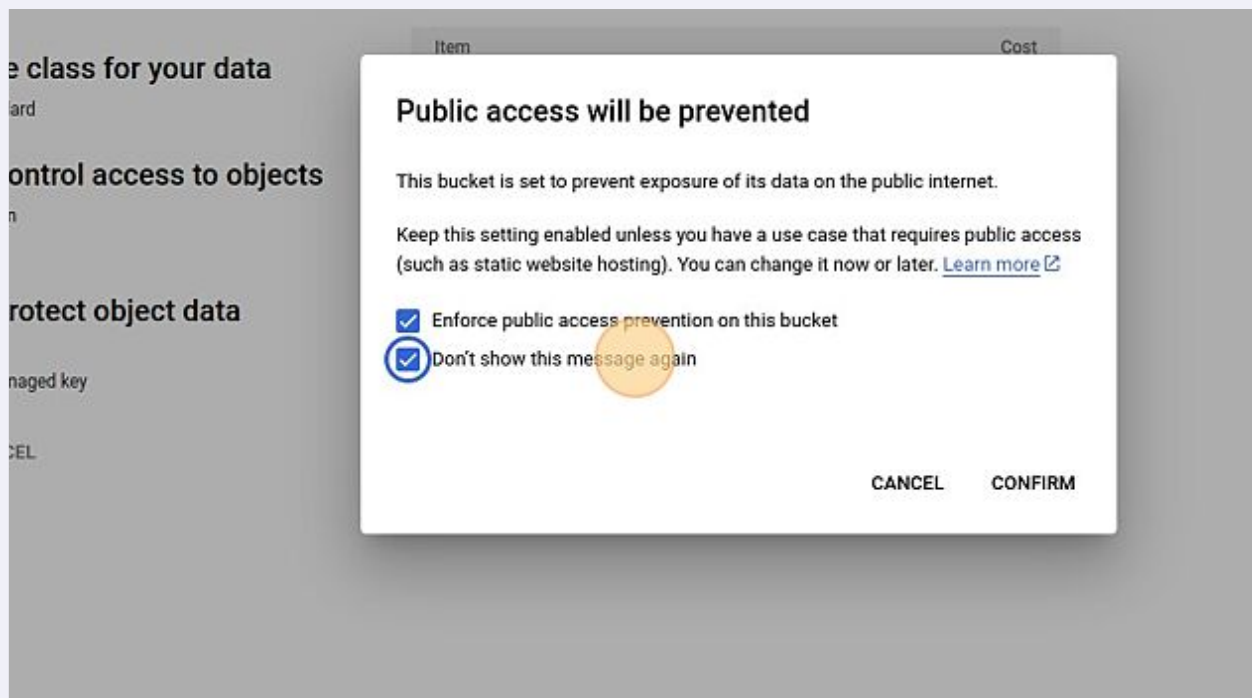 Item Cost
e class for your data
ard
ontrol access to objects
n
rotect object data
naged key
CEL
Public access will be prevented
This bucket is set to prevent exposure of its data on the public internet.
Keep this setting enabled unless you have a use case that requires public access
(such as static website hosting). You can change it now or later. Learn more
Enforce public access prevention on this bucket
Don't show this message again
CANCEL CONFIRM